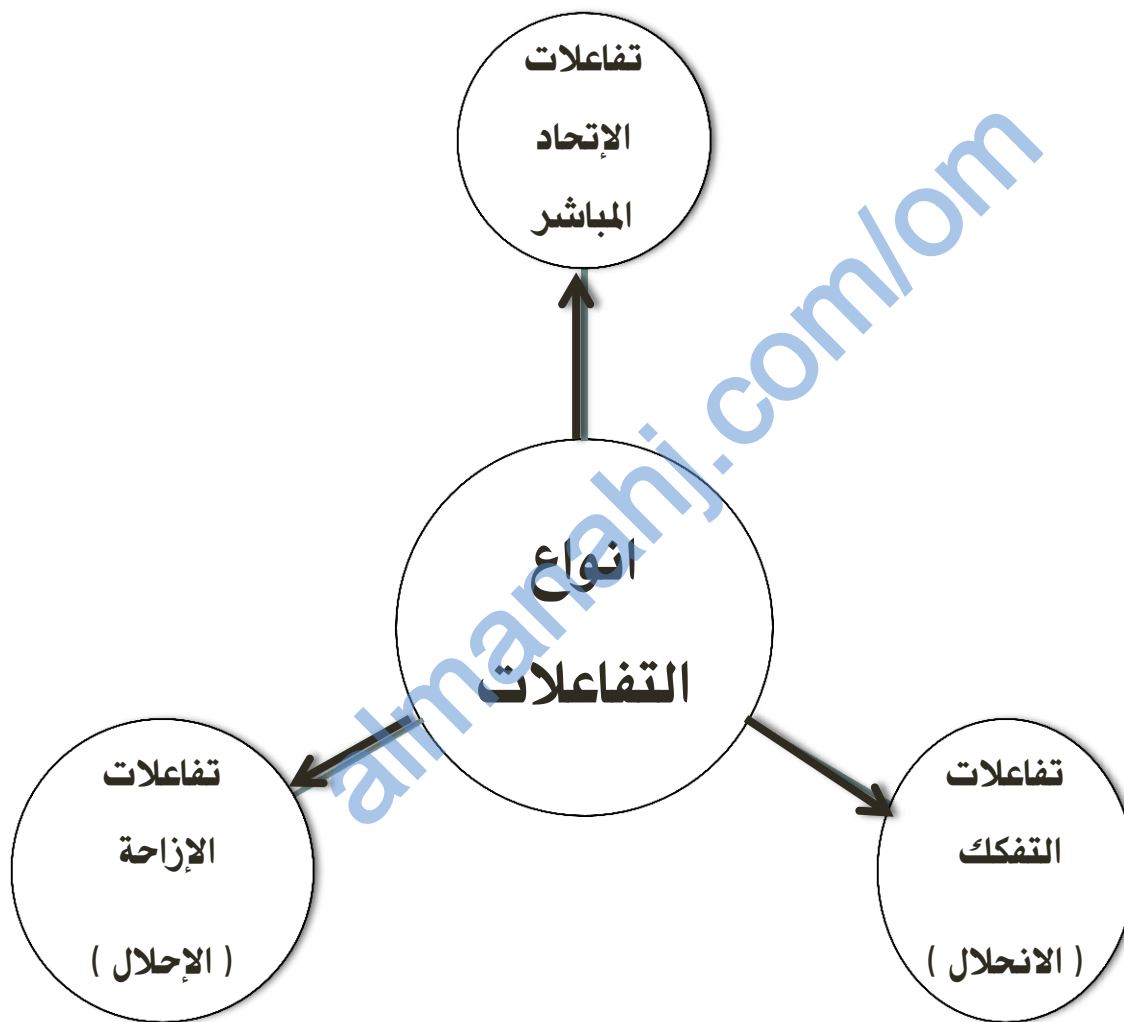 تفاعلات
الإتحاد
المباشر
انواع
التفاعلات
تفاعلات
التفكك
( الانحلال )
تفاعلات
الإزاحة
( الإحلال )
almanahj.com/om